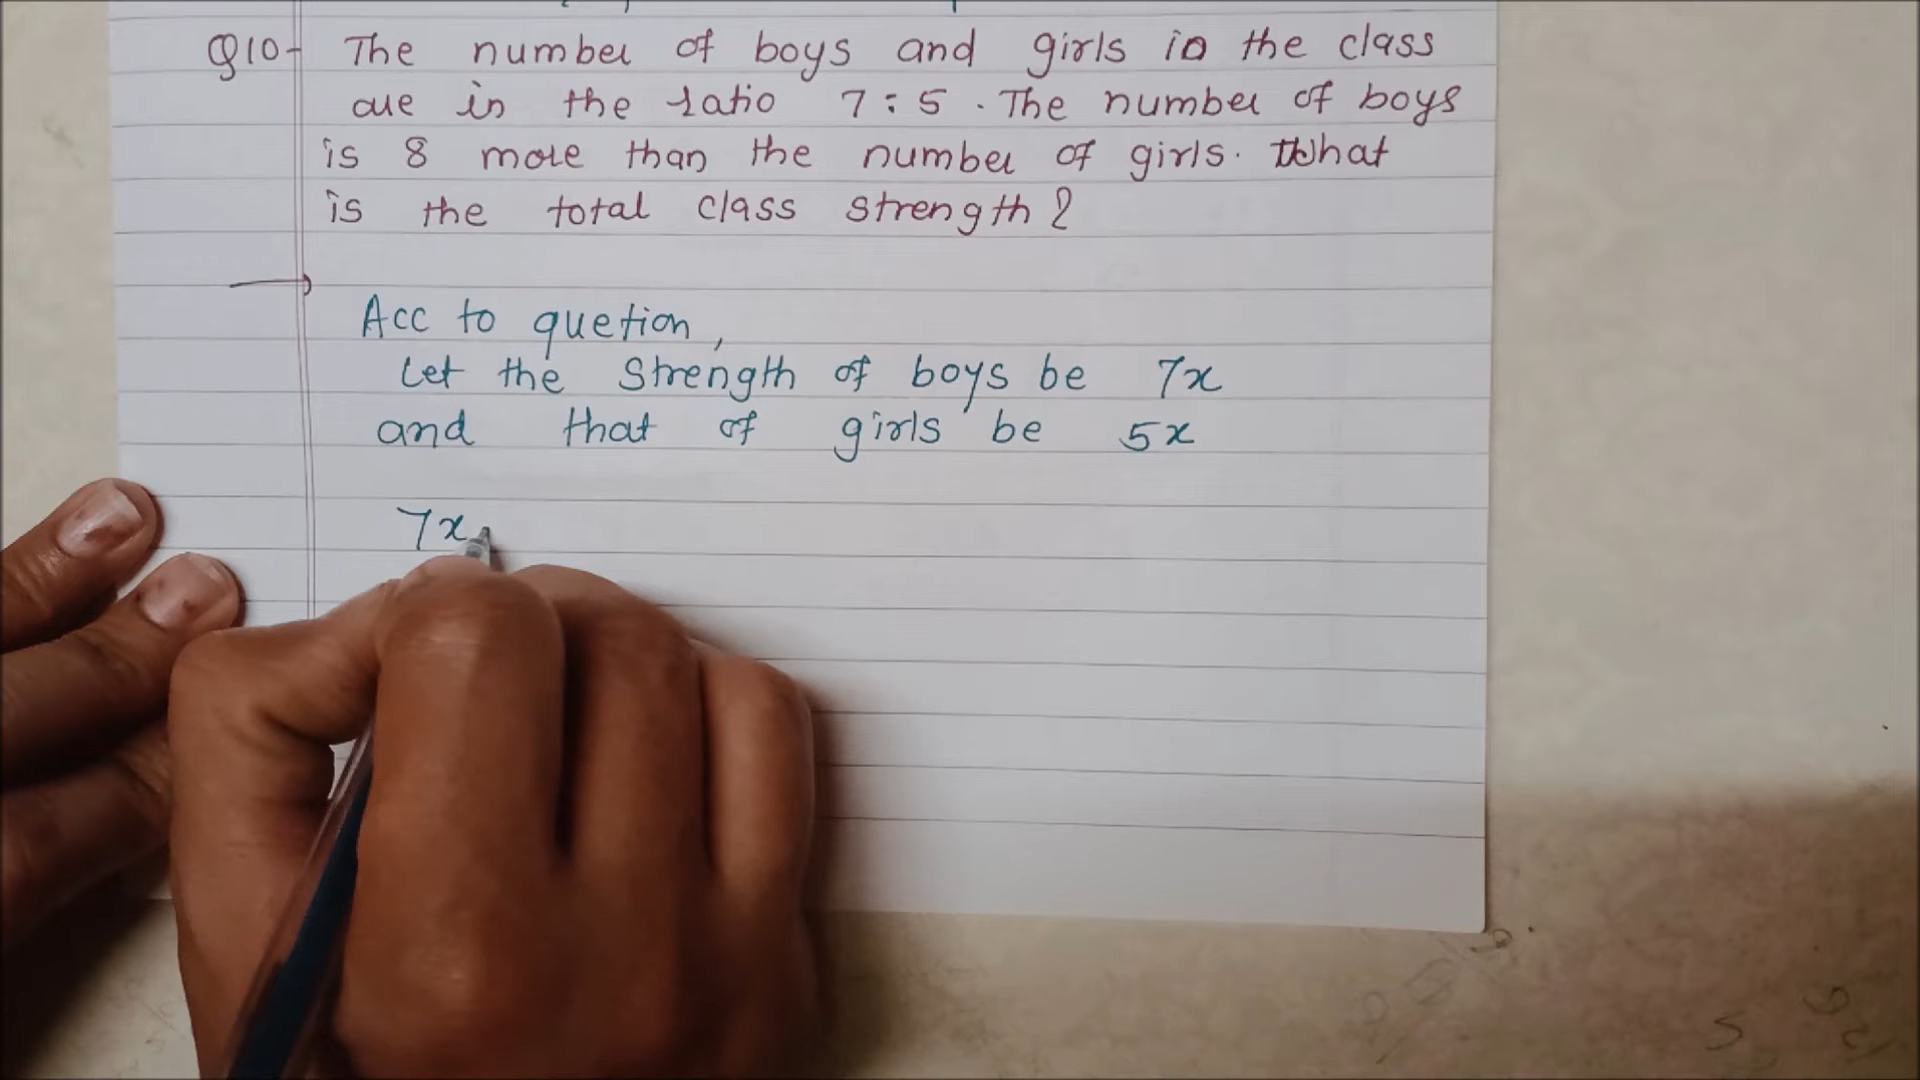 Q10- The number of boys and girls in the class
are in the ratio 7:5. The number of boys
is 8 more than the number of girls. What
is the total class strength?
Acc to quetion,
Let the strength of boys be 7x
and that of girls be 5x
7x